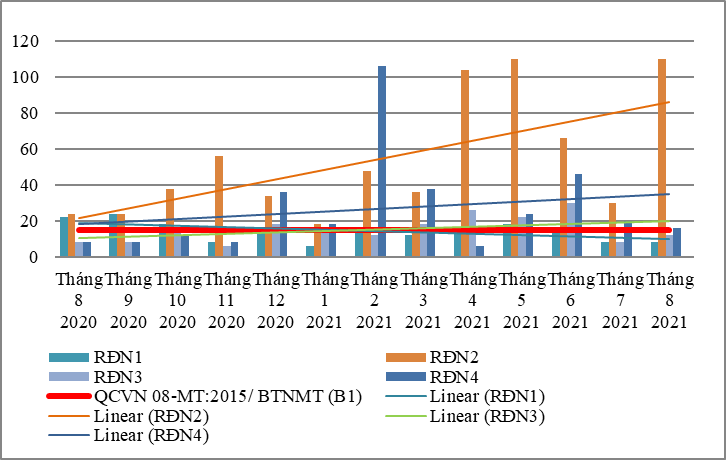 120
100
80
60
40
20
0
Tháng Tháng Tháng Tháng Tháng Tháng Tháng Tháng Tháng Tháng Tháng Tháng
8 9 10 11 12 1 2 3 4 5 6 7 8
2020 2020 2020 2020 2020 2021 2021 2021 2021 2021 2021 2021 2021
RĐN1 RĐN2
RĐN3 RĐN4
QCVN 08-MT:2015/ BTNMT (B1) Linear (RĐN1)
Linear (RĐN2) Linear (RĐN3)
Linear (RĐN4)